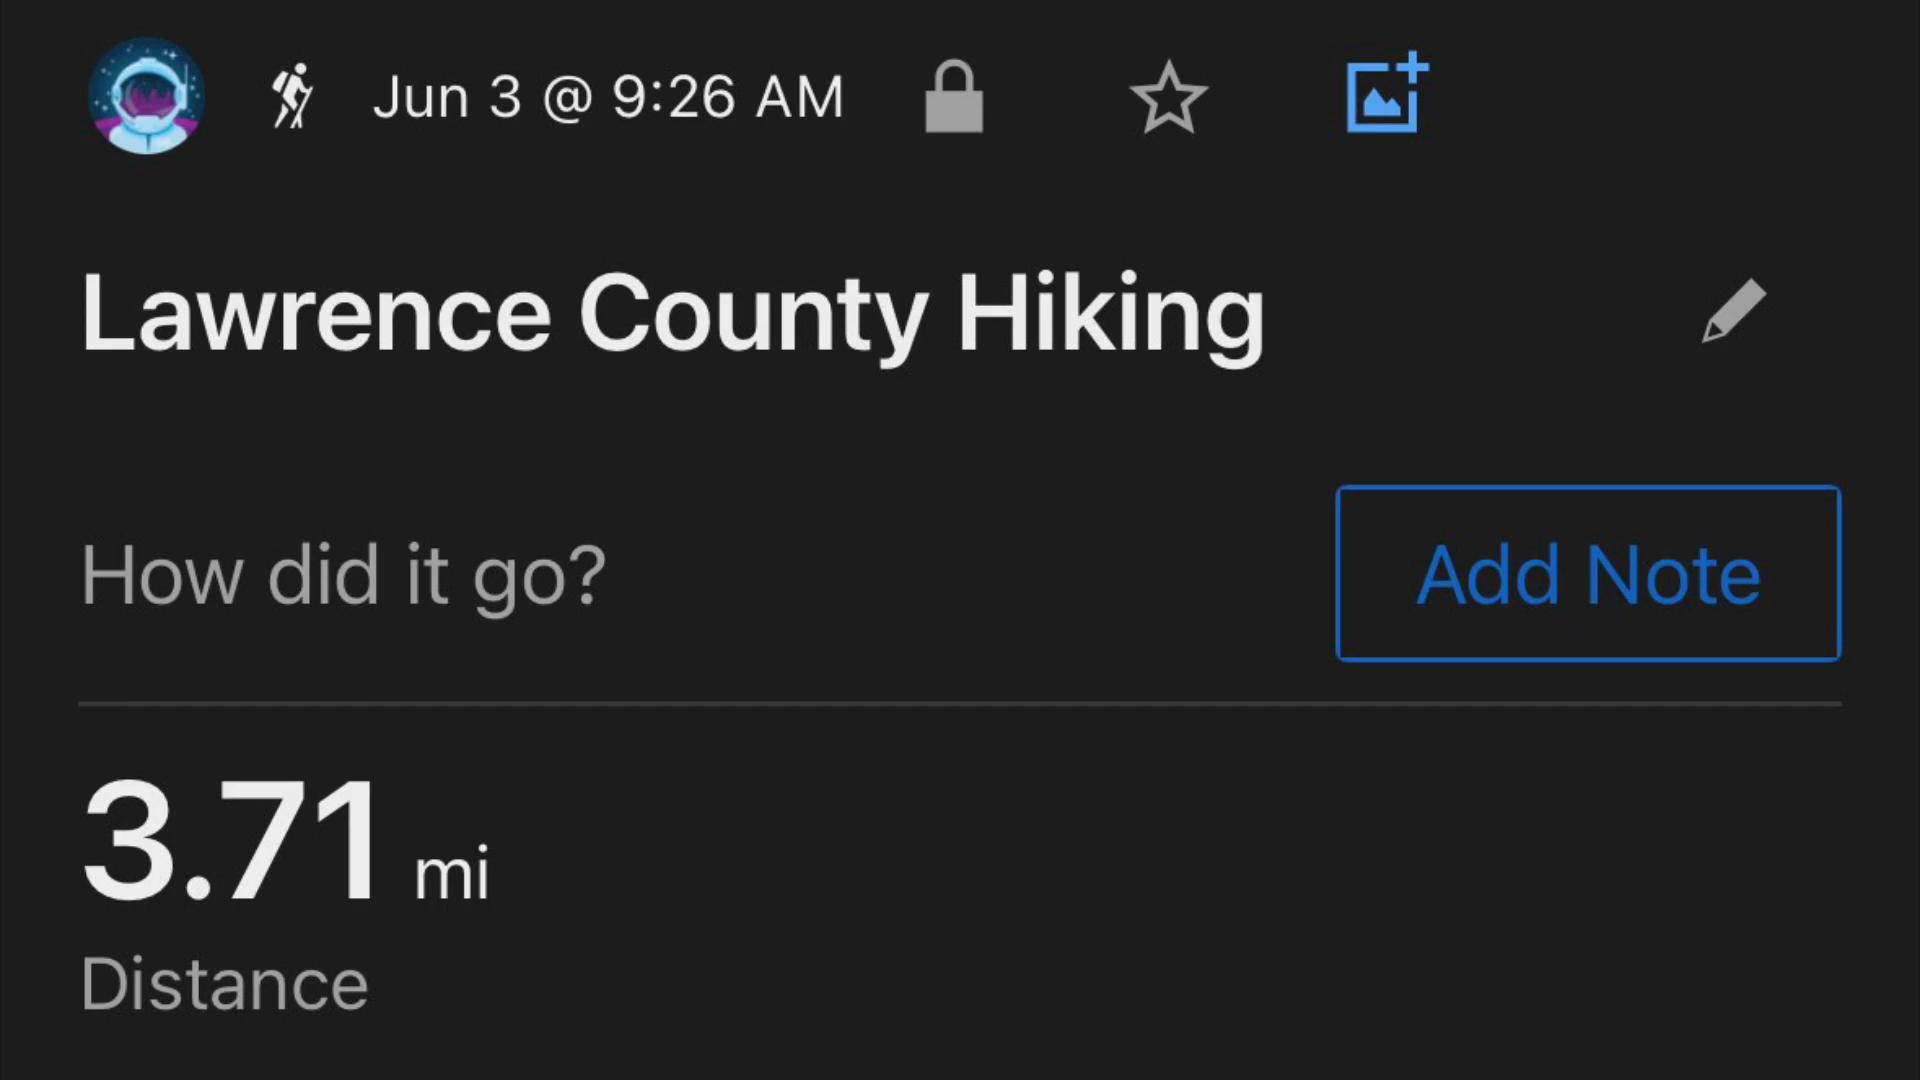 Jun 3 @ 9:26 AM
Lawrence County Hiking
How did it go?
Add Note
3.71 mi
Distance